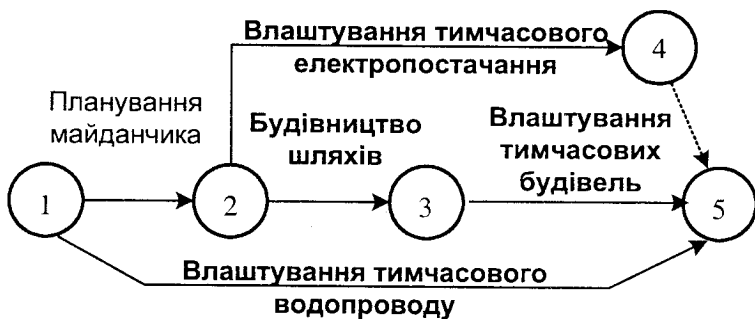 Влаштування тимчасового
електропостачання
4
Планування
майданчика
Будівництво
шляхів
Влаштування
тимчасових
будівель
1
2
3
5
Влаштування тимчасового
водопроводу